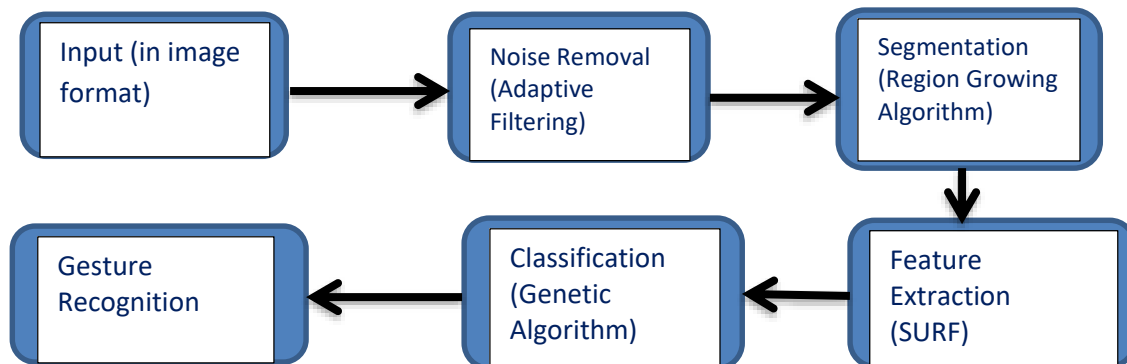 Input (in image
format)
Noise Removal
(Adaptive
Filtering)
Segmentation
(Region Growing
Algorithm)
Feature
Extraction
(SURF)
Classification
(Genetic
Algorithm)
Gesture
Recognition